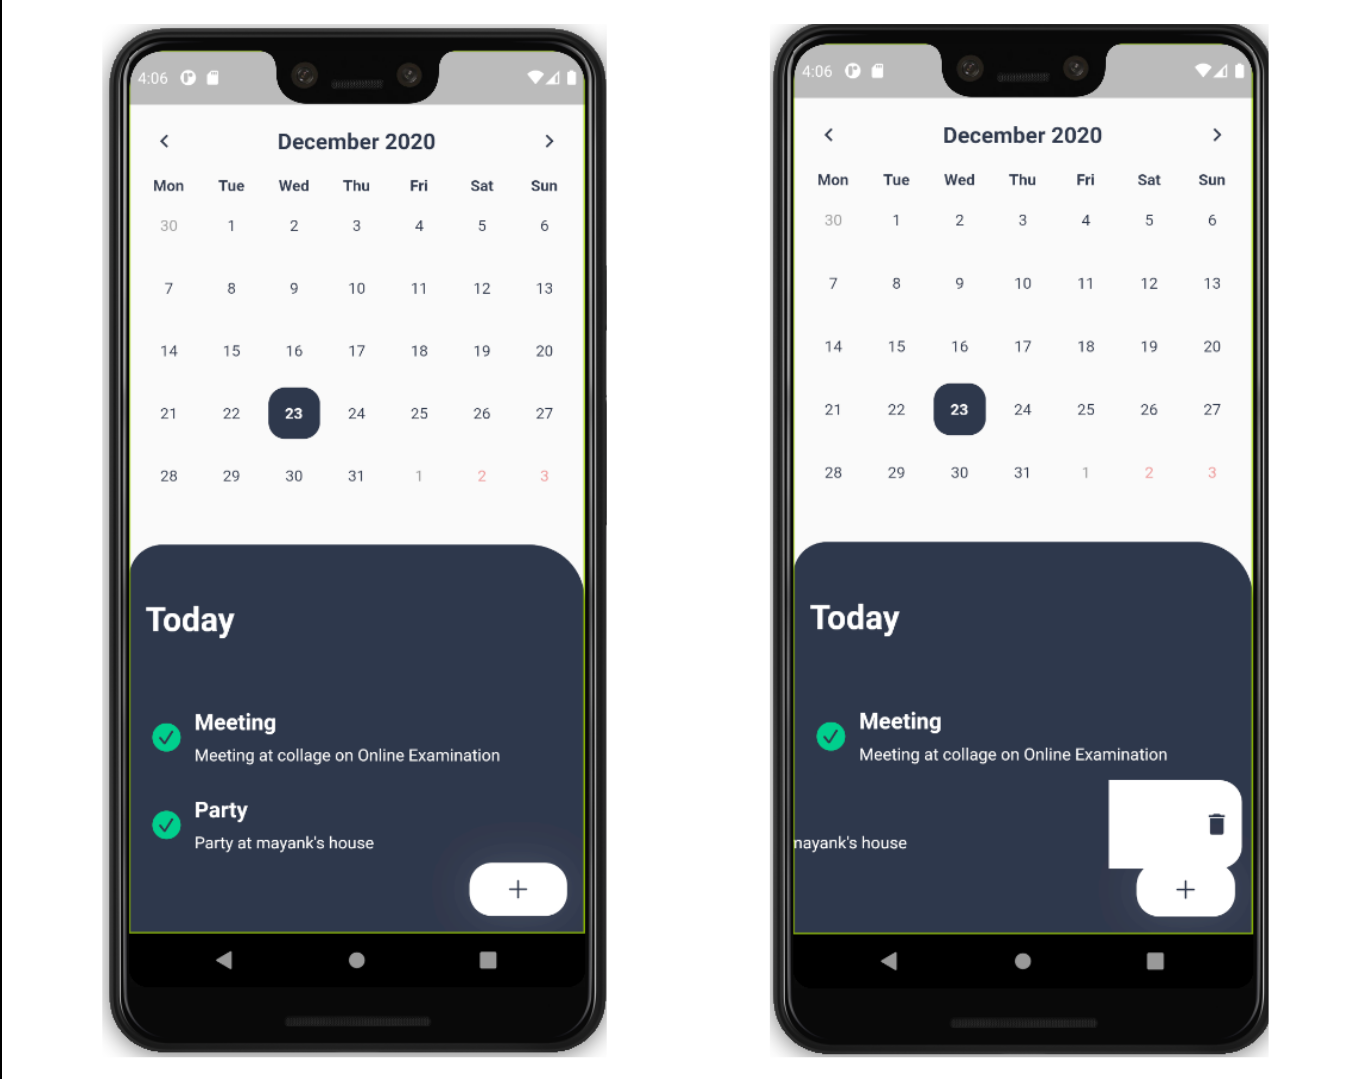 4:06
December 2020
Mon Tue Wed Thu Fri Sat Sun
30 1 2 3 4 5 6
7 8 9 10 11 12 13
14 15 16 17 18 19 20
21 22 23 24 25 26 27
28 29 30 31 1 2 3
Today
Meeting
Meeting at collage on Online Examination
Party
Party at mayank's house
4:06
December 2020
Mon Tue Wed Thu Fri Sat Sun
30 1 2 3 4 5 6
7 8 9 10 11 12 13
14 15 16 17 18 19 20
21 22 23 24 25 26 27
28 29 30 31 1 2 3
Today
Meeting
Meeting at collage on Online Examination
mayank's house